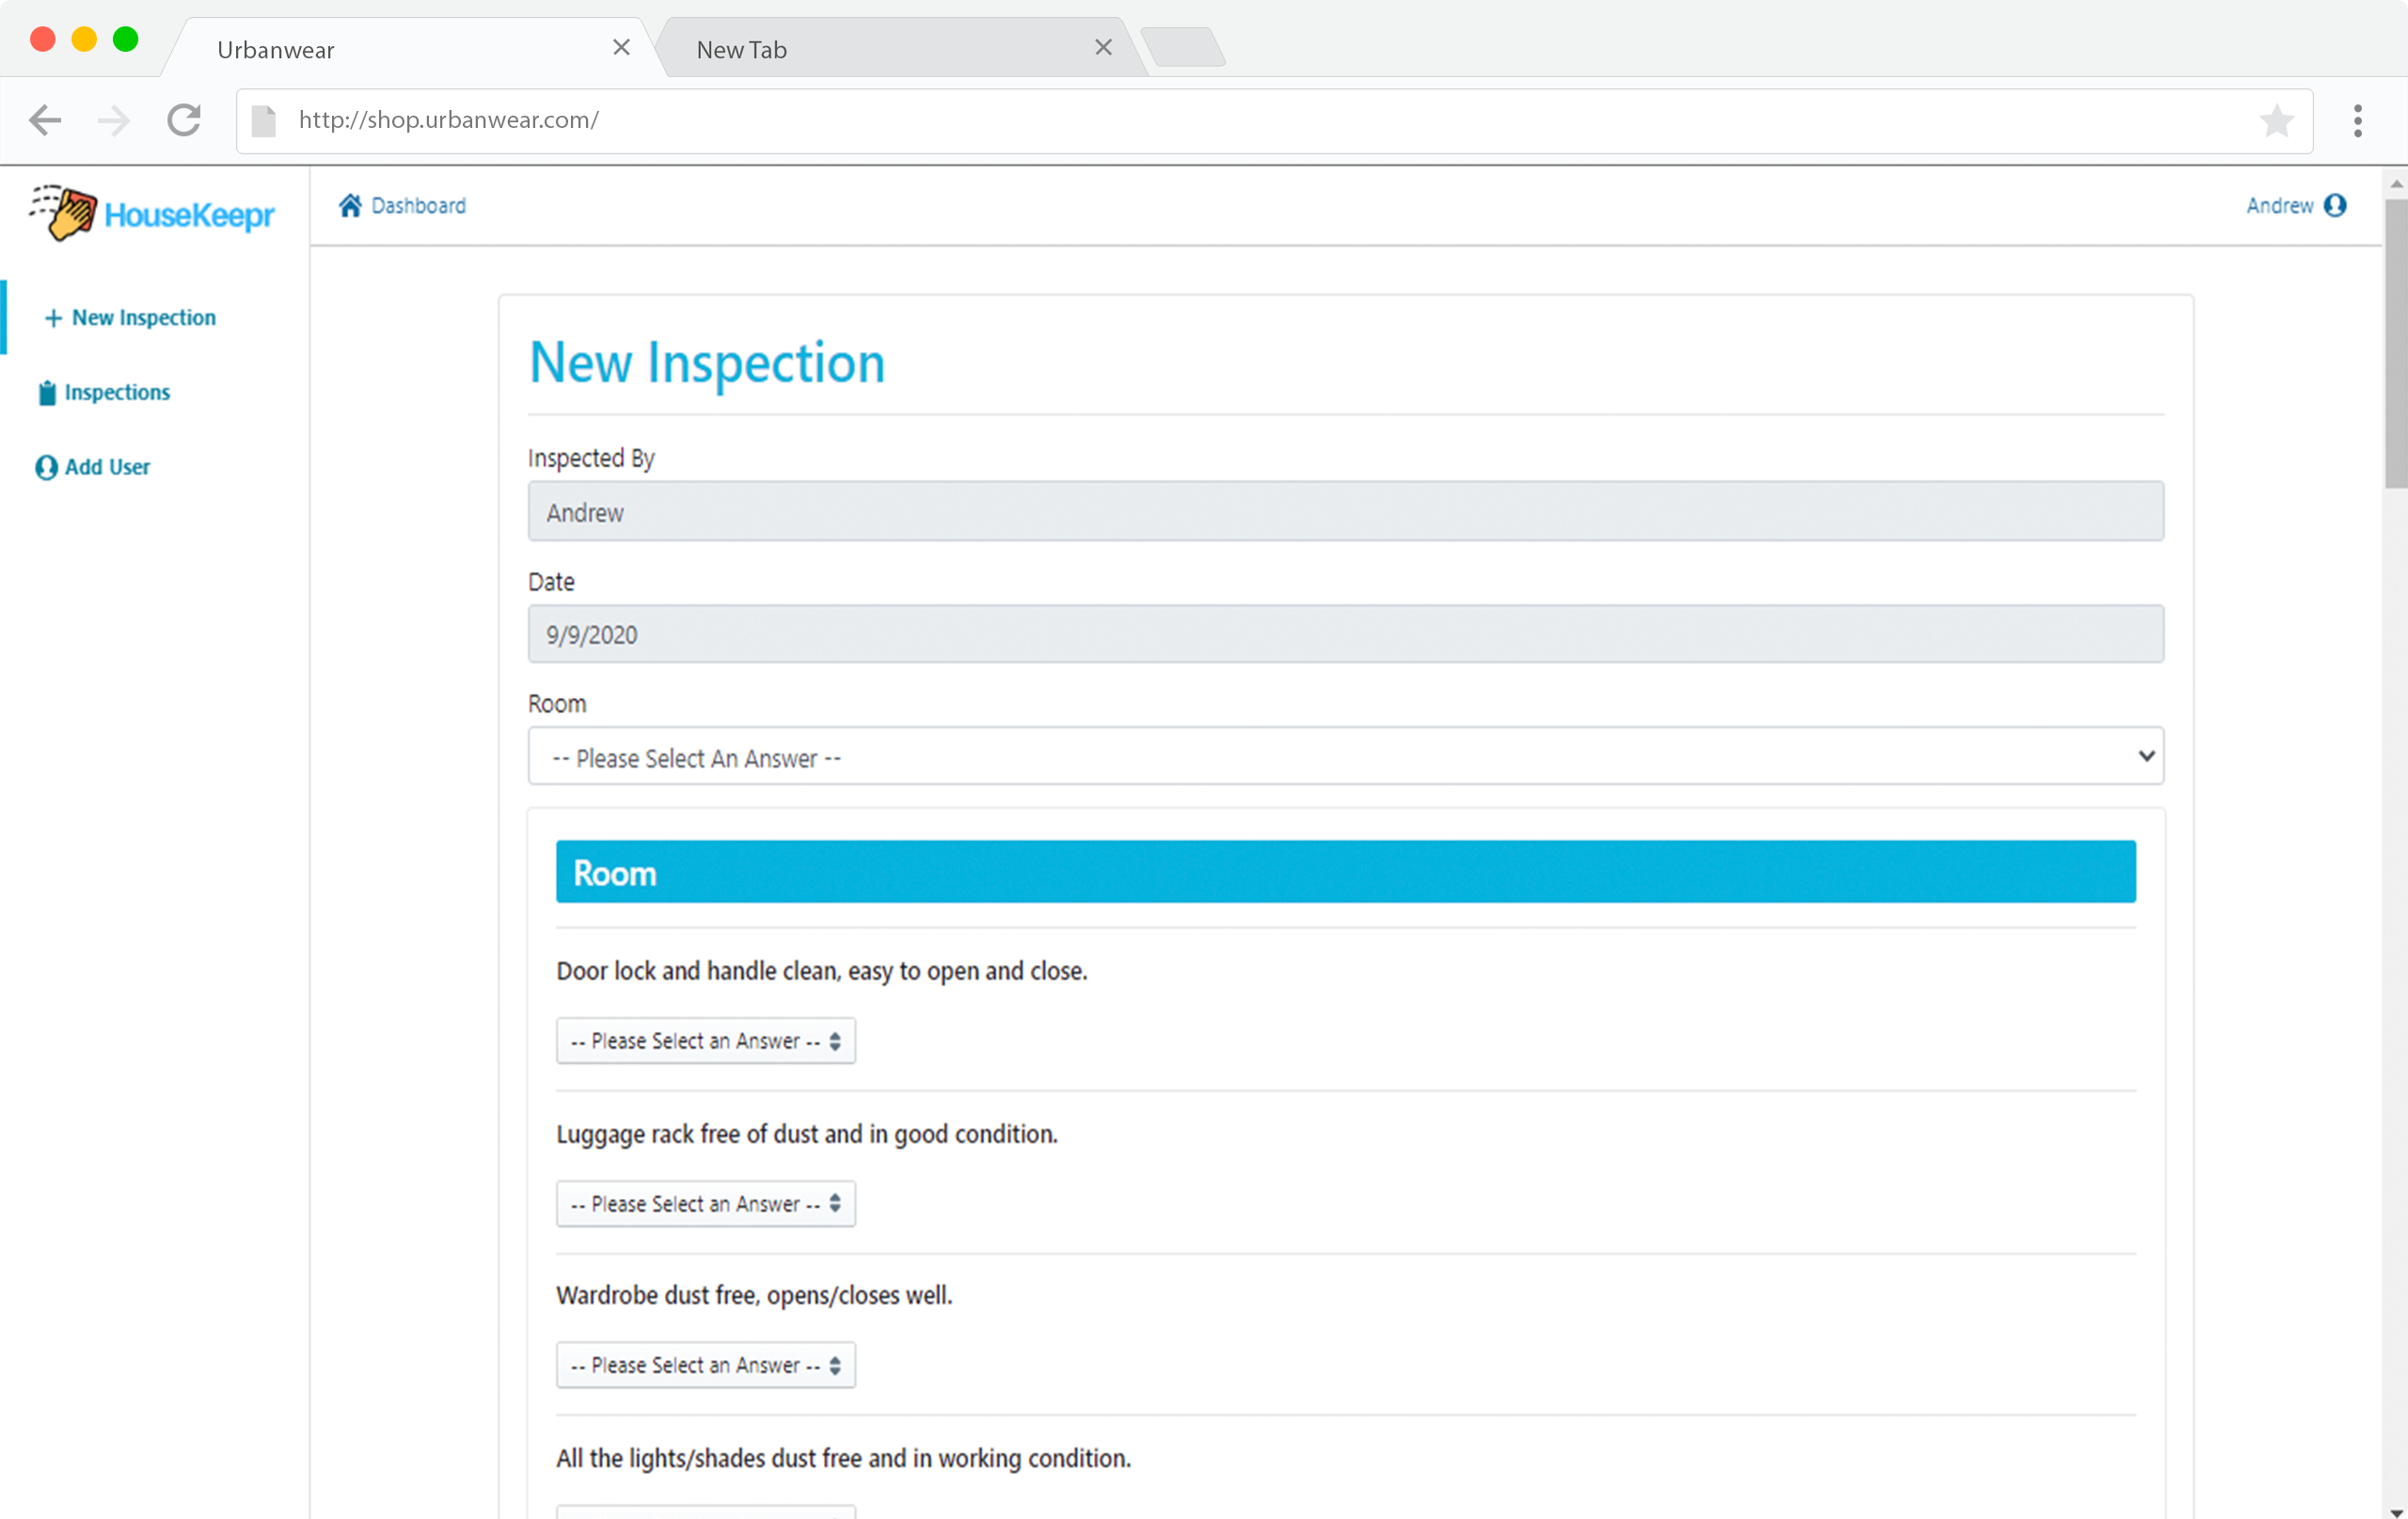 Urbanwear
New Tab
http://shop.urbanwear.com/
HouseKeepr
Dashboard
Andrew
New Inspection
Inspections
Add User
New Inspection
Inspected By
Andrew
Date
9/9/2020
Room
-- Please Select An Answer --
Room
Door lock and handle clean, easy to open and close.
-- Please Select an Answer --
Luggage rack free of dust and in good condition.
-- Please Select an Answer --
Wardrobe dust free, opens/closes well.
-- Please Select an Answer --
All the lights/shades dust free and in working condition.